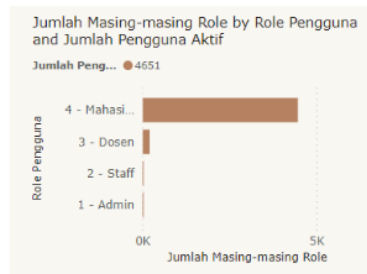 Jumlah Masing-masing Role by Role Pengguna
and Jumlah Pengguna Aktif
Jumlah Peng... 4651
4 - Mahasi...
3 - Dosen
2 - Staff
1 - Admin
Role Pengguna
0K 5K
Jumlah Masing-masing Role